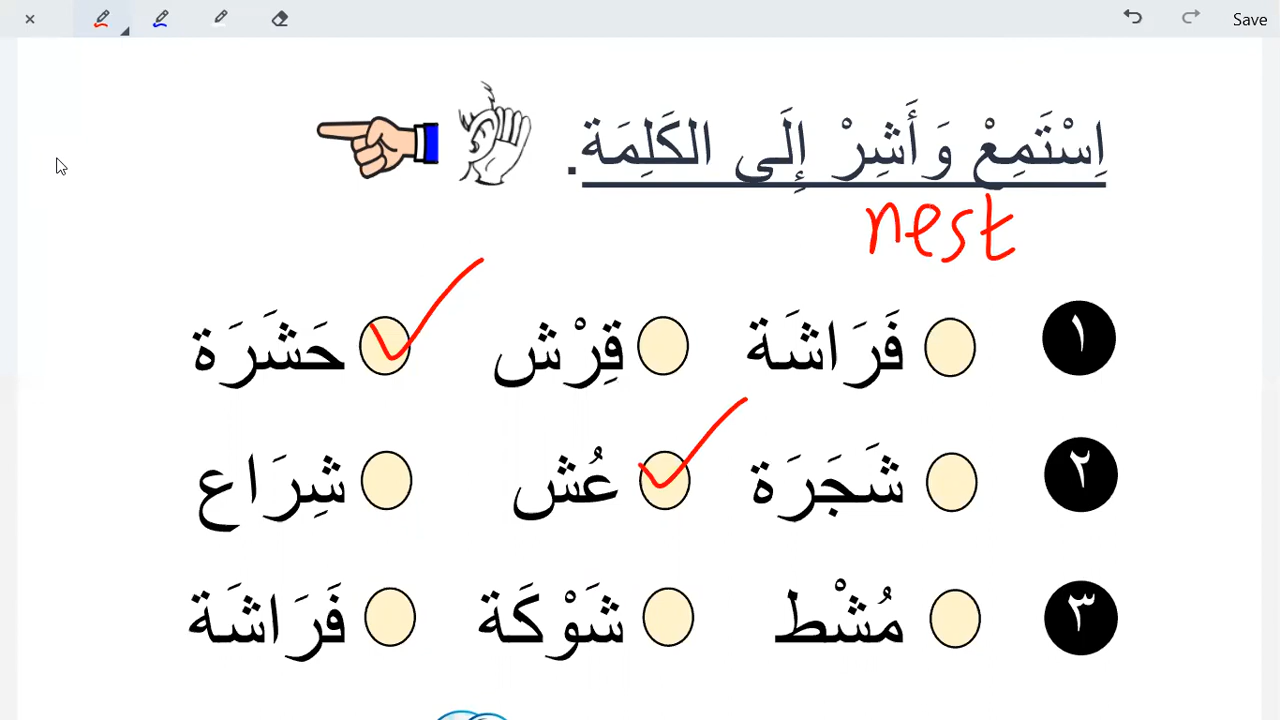 Save
اِسْتَمِعْ وَأَشِرْ إِلَى الكَلِمَة.
nest
١ فَرَاشَة قِرْش حَشَرَة
٢ شَجَرَة عُش شِرَاع
٣ مُشْط شَوْكَة فَرَاشَة